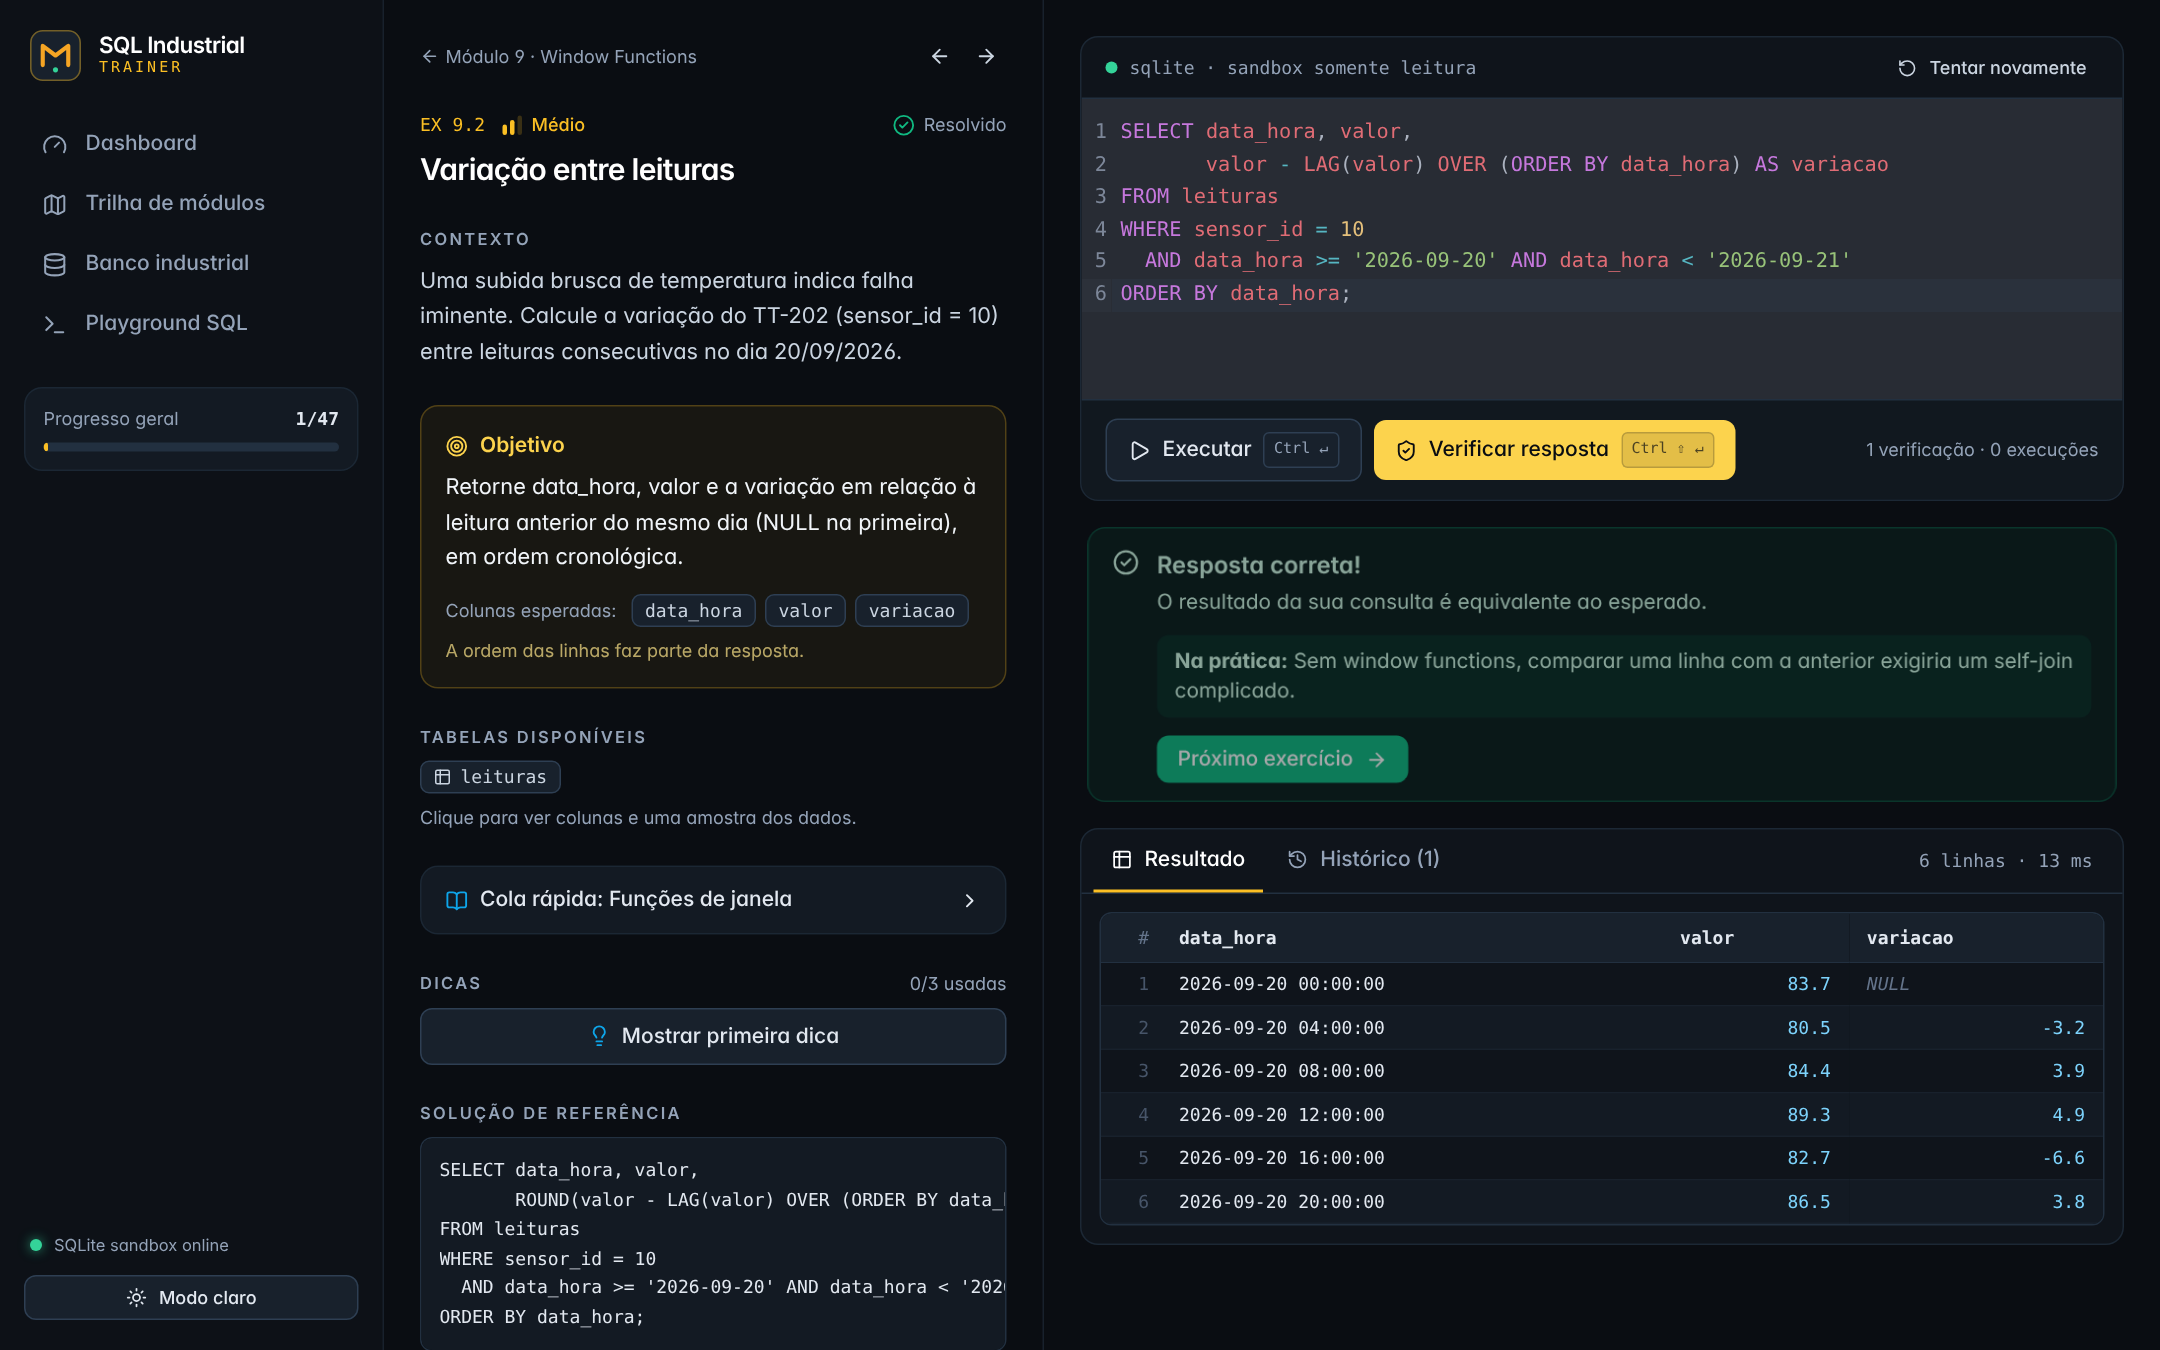 SQL Industrial
TRAINER
Dashboard
Trilha de módulos
Banco industrial
Playground SQL
Progesso geral 1/47
SQLite sandbox online
Modo claro
Módulo 9 · Window Functions
EX 9.2 Médio
Resolvido
Variação entre leituras
CONTEXTO
Uma subida brusca de temperatura indica falha
iminente. Calcule a variação do TT-202 (sensor_id = 10)
entre leituras consecutivas no dia 20/09/2026.
Objetivo
Retorne data_hora, valor e a variação em relação à
leitura anterior do mesmo dia (NULL na primeira),
em ordem cronológica.
Colunas esperadas: data_hora valor variacao
A ordem das linhas faz parte da resposta.
TABELAS DISPONÍVEIS
leituras
Clique para ver colunas e uma amostra dos dados.
Cola rápida: Funções de janela
DICAS 0/3 usadas
Mostrar primeira dica
SOLUÇÃO DE REFERÊNCIA
SELECT data_hora, valor,
ROUND(valor - LAG(valor) OVER (ORDER BY data_
FROM leituras
WHERE sensor_id = 10
AND data_hora >= '2026-09-20' AND data_hora < '202
ORDER BY data_hora;
sqlite · sandbox somente leitura
Tentar novamente
1 SELECT data_hora, valor,
2 valor - LAG(valor) OVER (ORDER BY data_hora) AS variacao
3 FROM leituras
4 WHERE sensor_id = 10
5 AND data_hora >= '2026-09-20' AND data_hora < '2026-09-21'
6 ORDER BY data_hora;
Executar Ctrl ↵
Verificar resposta Ctrl ⇧ ↵
1 verificação · 0 execuções
Resposta correta!
O resultado da sua consulta é equivalente ao esperado.
Na prática: Sem window functions, comparar uma linha com a anterior exigiria um self-join
complicado.
Próximo exercício
Resultado
Histórico (1)
6 linhas · 13 ms
# data_hora valor variacao
1 2026-09-20 00:00:00 83.7 NULL
2 2026-09-20 04:00:00 80.5 -3.2
3 2026-09-20 08:00:00 84.4 3.9
4 2026-09-20 12:00:00 89.3 4.9
5 2026-09-20 16:00:00 82.7 -6.6
6 2026-09-20 20:00:00 86.5 3.8